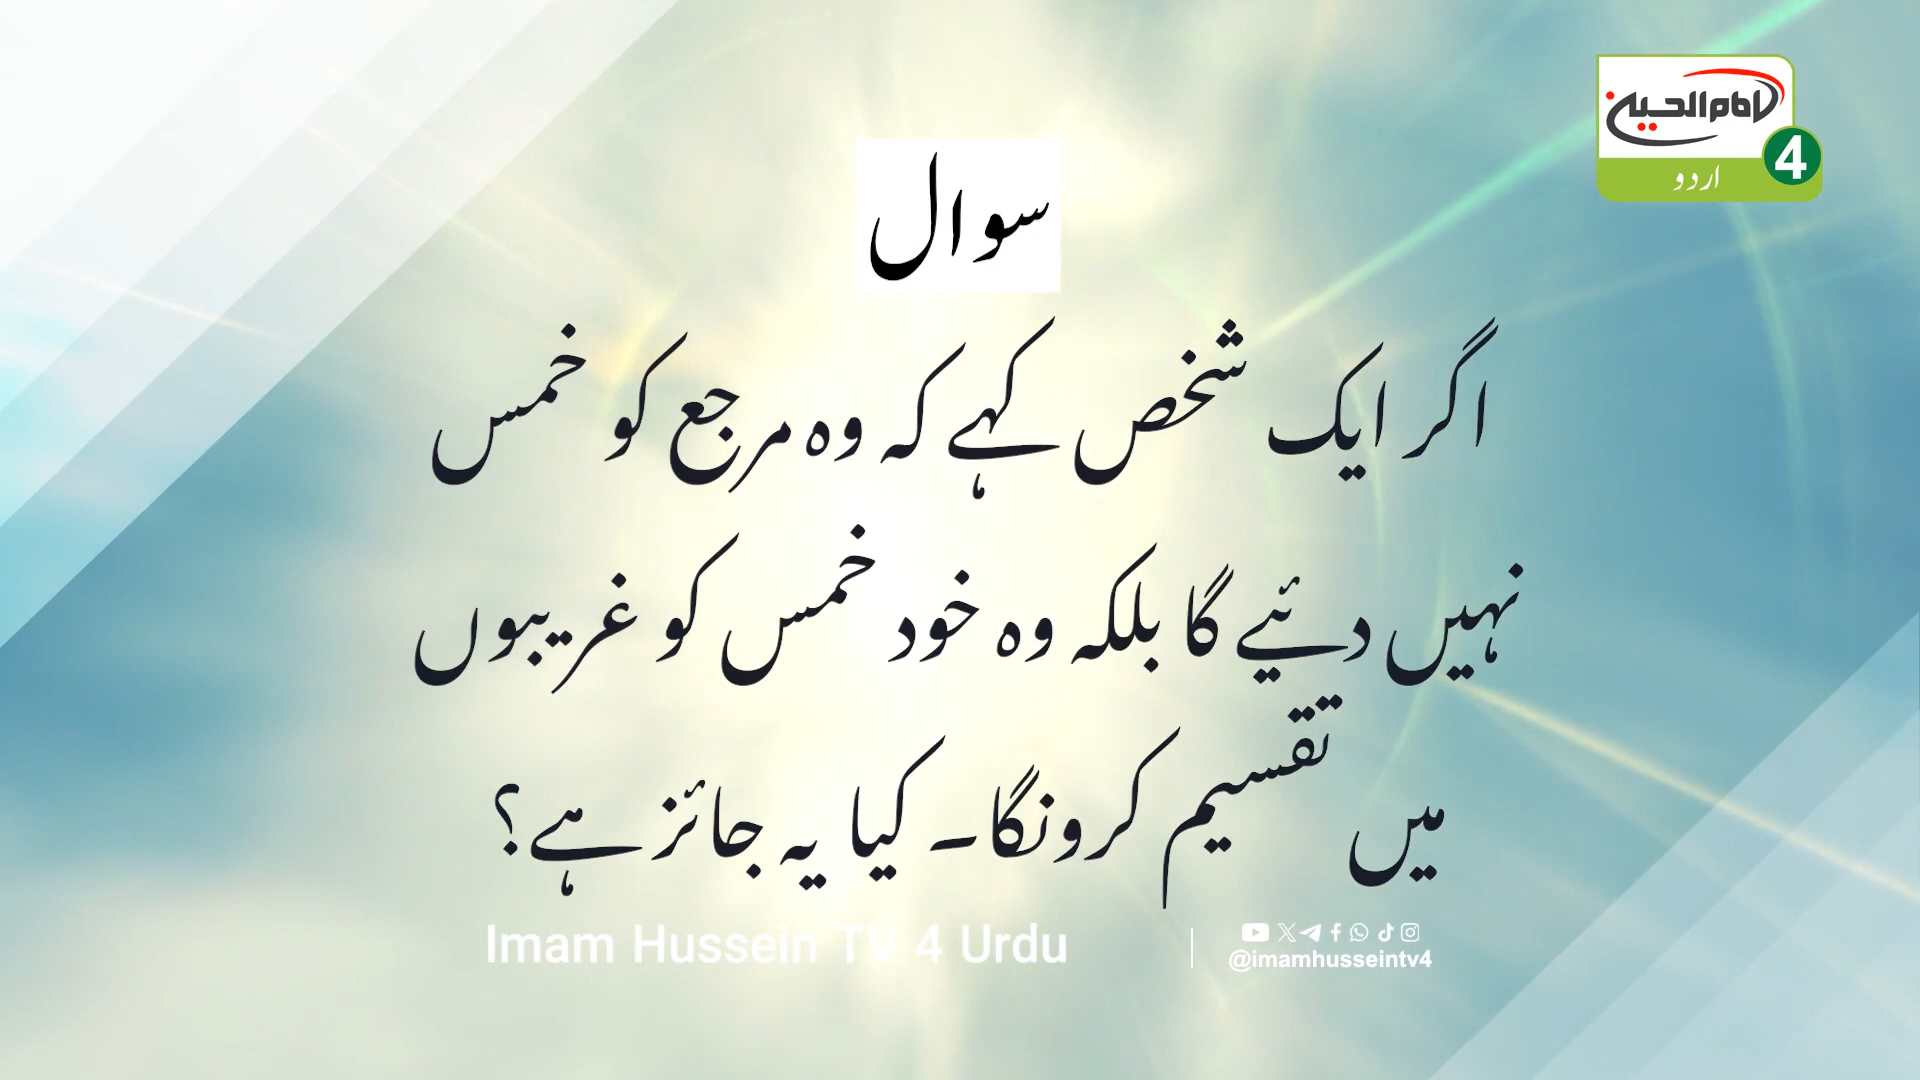 امام الحسین
4
اردو
سوال
اگر ایک شخص کہے کہ وہ مرجع کو خمس
نہیں دئیے گا بلکہ وہ خود خمس کو غریبوں
میں تقسیم کرونگا۔ کیا یہ جائز ہے؟
Imam Hussein TV 4 Urdu
@imamhusseintv4